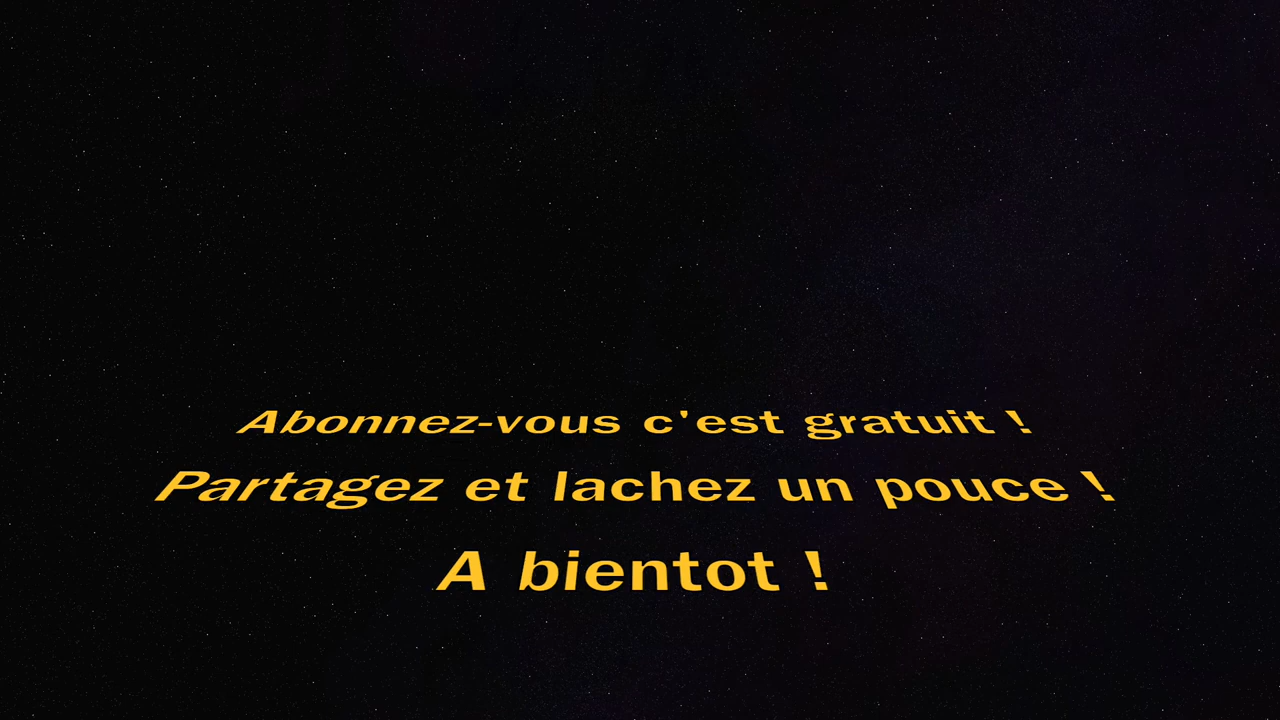 Abonnez-vous c'est gratuit !
Partagez et lachez un pouce !
A bientot !